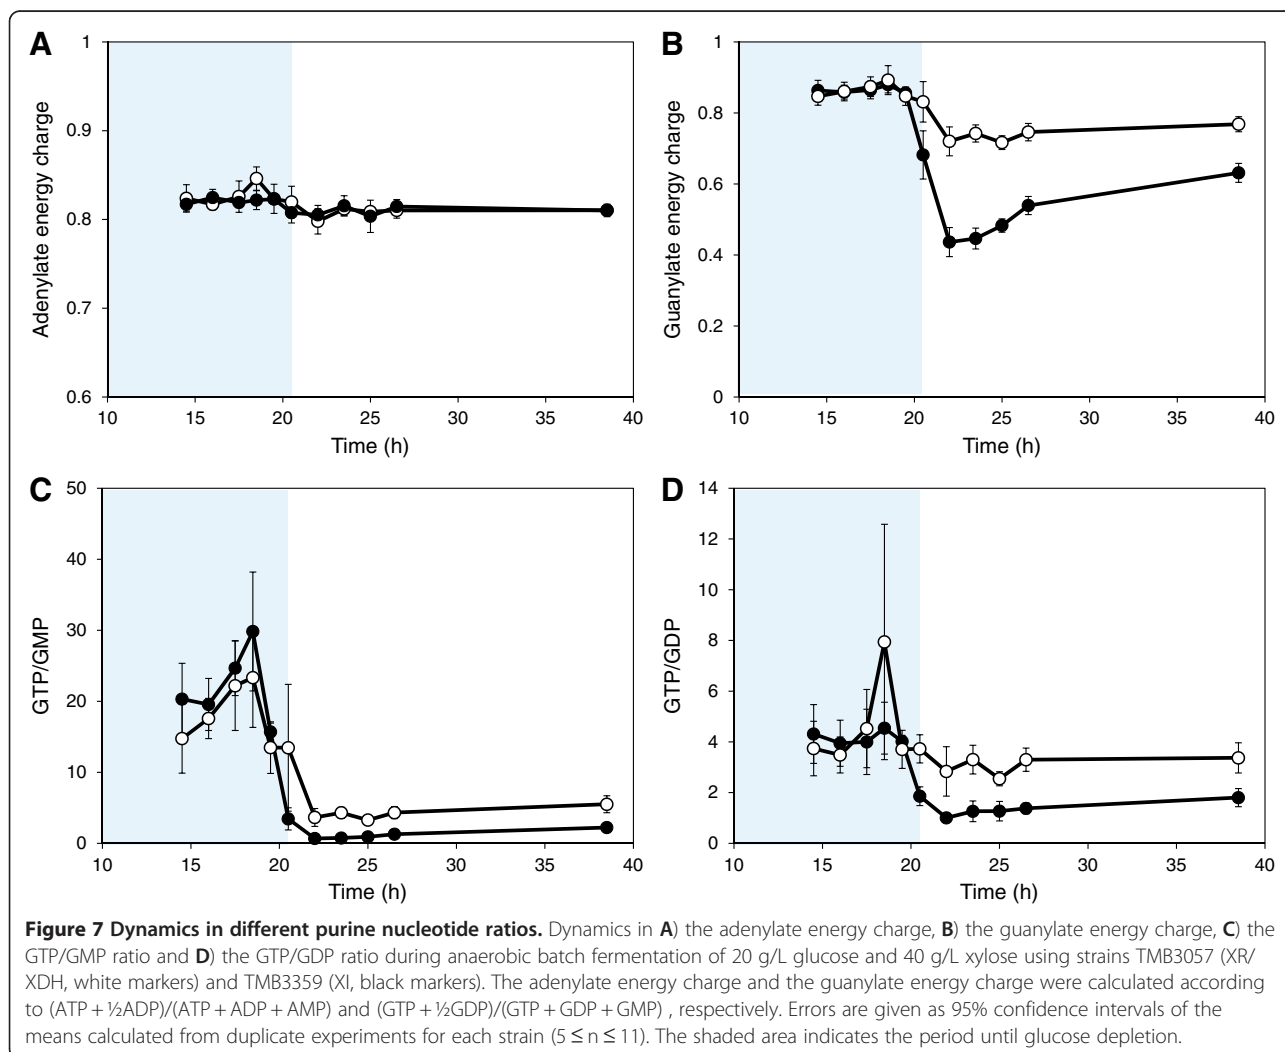 A
B
1
0.9
0.8
0.7
0.6
Adenylate energy charge
10 15 20 25 30 35 40
Time (h)
1
0.8
0.6
0.4
0.2
0
Guanylate energy charge
10 15 20 25 30 35 40
Time (h)
C
D
50
40
30
20
10
0
GTP/GMP
10 15 20 25 30 35 40
Time (h)
14
12
10
8
6
4
2
0
GTP/GDP
10 15 20 25 30 35 40
Time (h)
Figure 7 Dynamics in different purine nucleotide ratios. Dynamics in A) the adenylate energy charge, B) the guanylate energy charge, C) the
GTP/GMP ratio and D) the GTP/GDP ratio during anaerobic batch fermentation of 20 g/L glucose and 40 g/L xylose using strains TMB3057 (XR/
XDH, white markers) and TMB3359 (XI, black markers). The adenylate energy charge and the guanylate energy charge were calculated according
to (ATP + ½ADP)/(ATP + ADP + AMP) and (GTP + ½GDP)/(GTP + GDP + GMP) , respectively. Errors are given as 95% confidence intervals of the
means calculated from duplicate experiments for each strain (5 ≤ n ≤ 11). The shaded area indicates the period until glucose depletion.